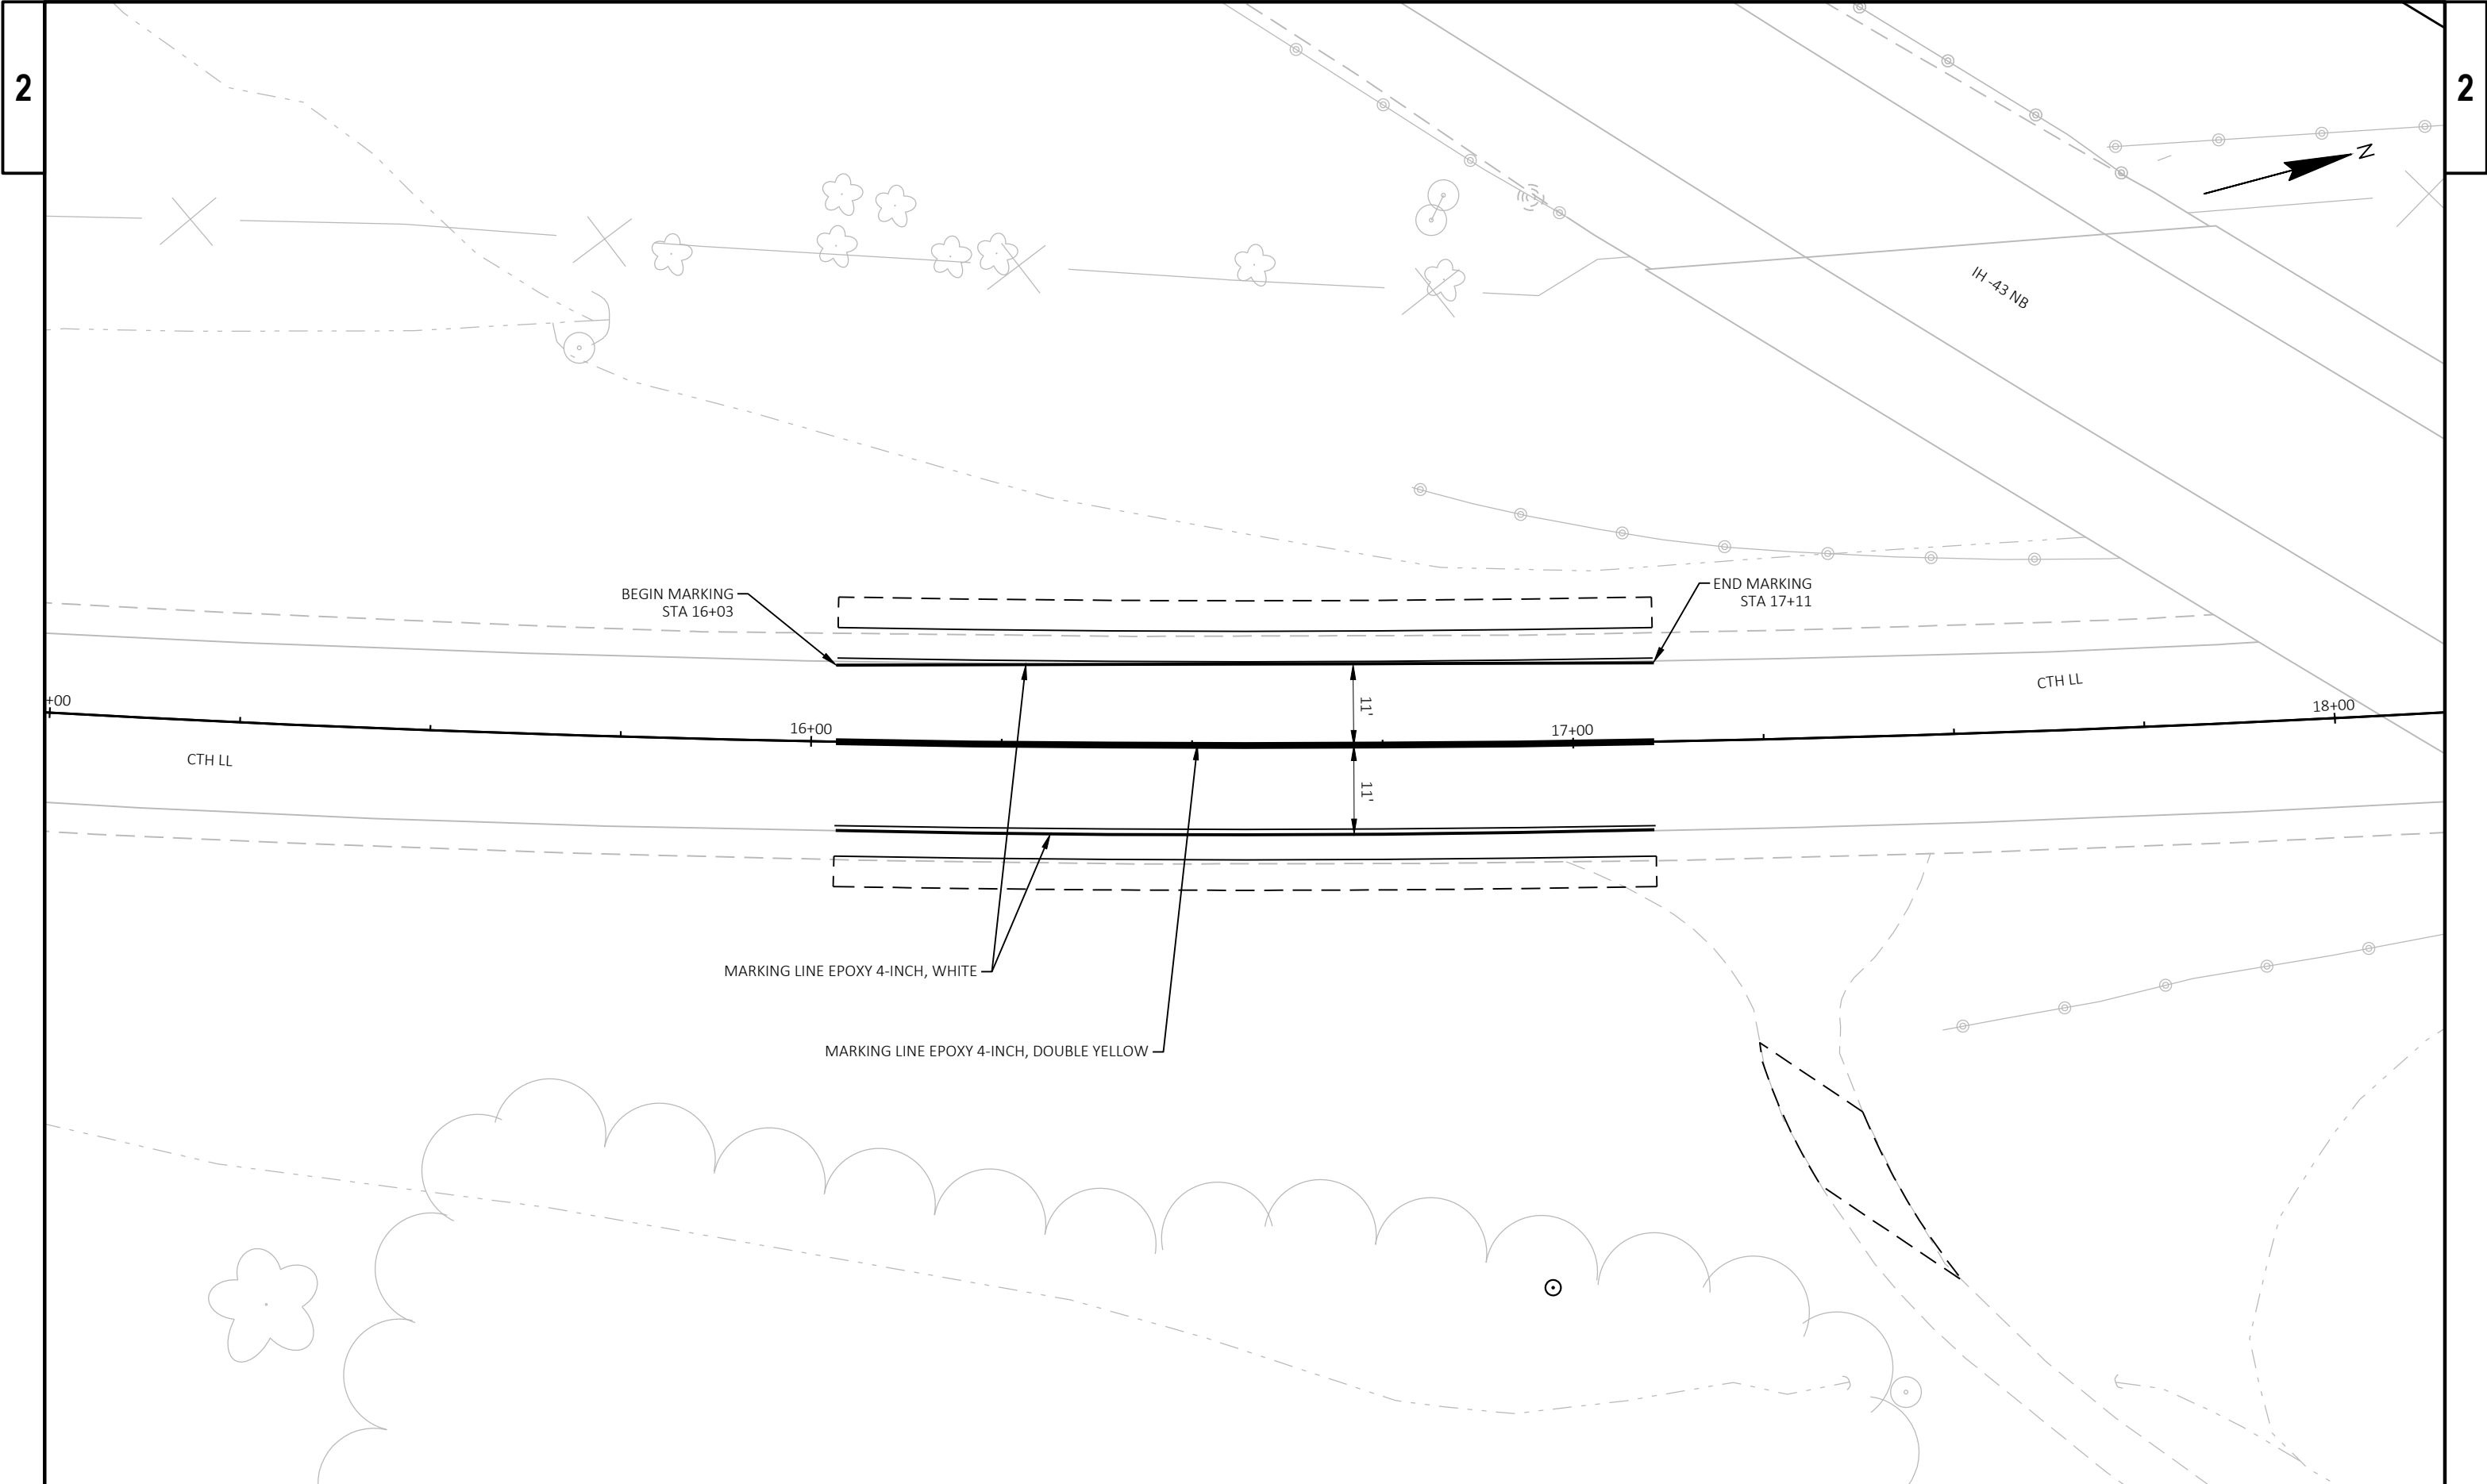 2
2
N
IH -43 NB
BEGIN MARKING
STA 16+03
END MARKING
STA 17+11
+00
16+00
17+00
18+00
CTH LL
CTH LL
11'
11'
MARKING LINE EPOXY 4-INCH, WHITE
MARKING LINE EPOXY 4-INCH, DOUBLE YELLOW